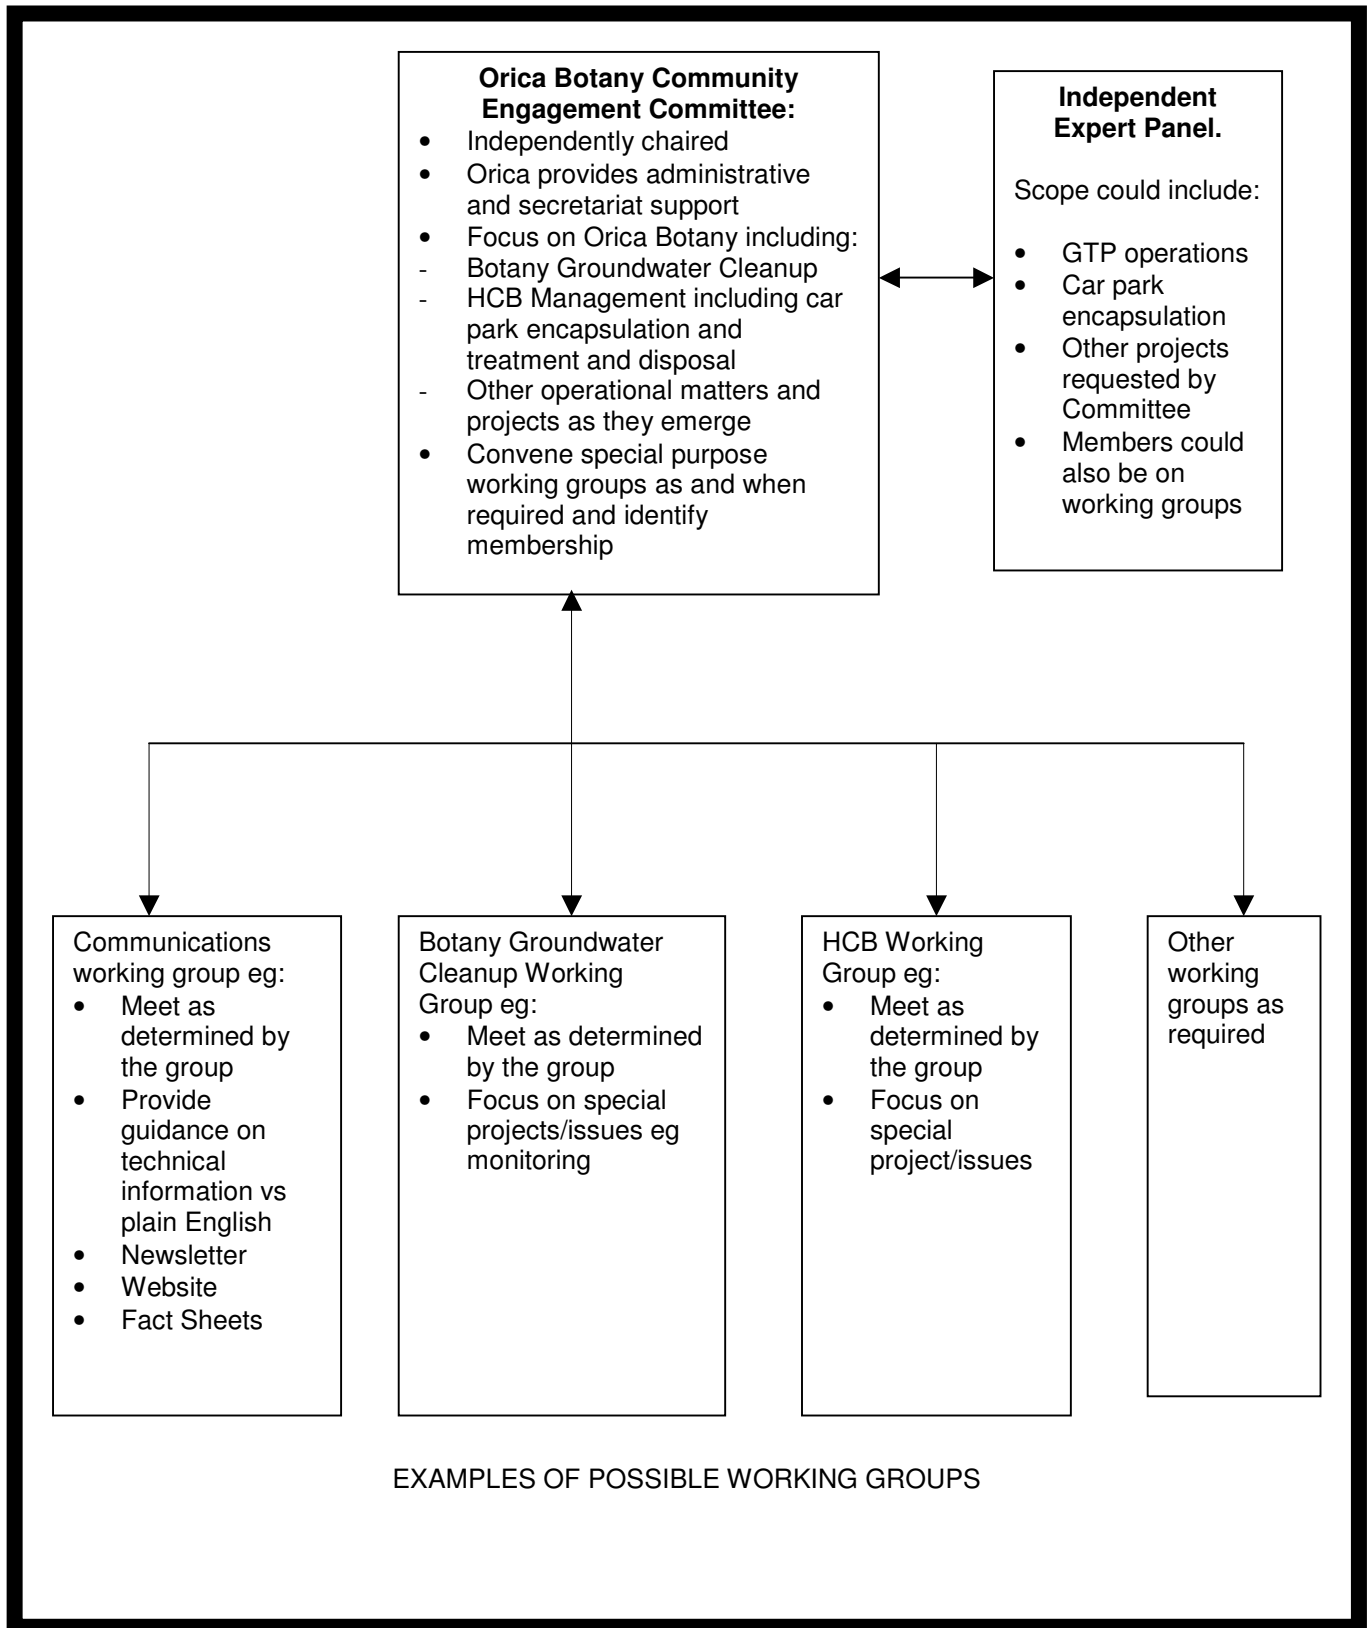 Orica Botany Community
Engagement Committee:
• Independently chaired
• Orica provides administrative
and secretariat support
• Focus on Orica Botany including:
- Botany Groundwater Cleanup
- HCB Management including car
park encapsulation and
treatment and disposal
- Other operational matters and
projects as they emerge
• Convene special purpose
working groups as and when
required and identify
membership
Independent
Expert Panel.
Scope could include:
• GTP operations
• Car park
encapsulation
• Other projects
requested by
Committee
• Members could
also be on
working groups
Communications
working group eg:
• Meet as
determined by
the group
• Provide
guidance on
technical
information vs
plain English
• Newsletter
• Website
• Fact Sheets
Botany Groundwater
Cleanup Working
Group eg:
• Meet as determined
by the group
• Focus on special
projects/issues eg
monitoring
HCB Working
Group eg:
• Meet as
determined by
the group
• Focus on
special
project/issues
Other
working
groups as
required
EXAMPLES OF POSSIBLE WORKING GROUPS